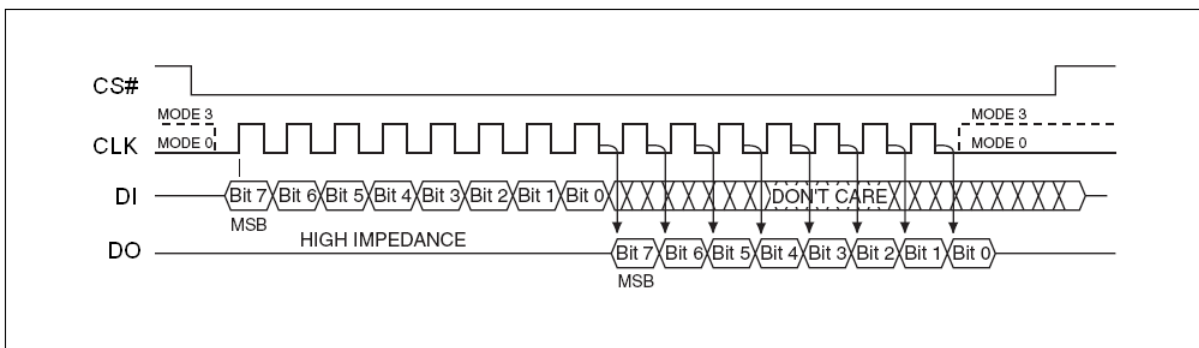 CS#
MODE 3 MODE 3
CLK MODE 0 MODE 0
DI Bit 7 Bit 6 Bit 5 Bit 4 Bit 3 Bit 2 Bit 1 Bit 0 DON'T CARE
MSB
DO HIGH IMPEDANCE Bit 7 Bit 6 Bit 5 Bit 4 Bit 3 Bit 2 Bit 1 Bit 0
MSB